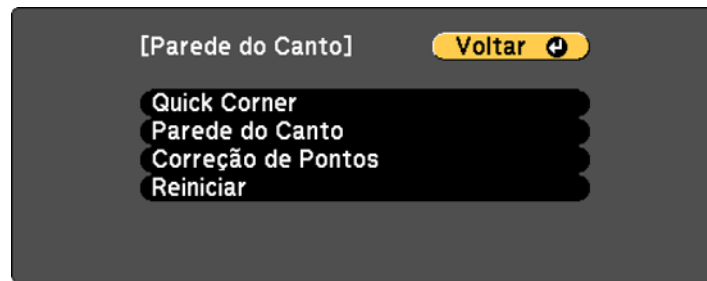 [Parede do Canto] Voltar
Quick Corner
Parede do Canto
Correção de Pontos
Reiniciar